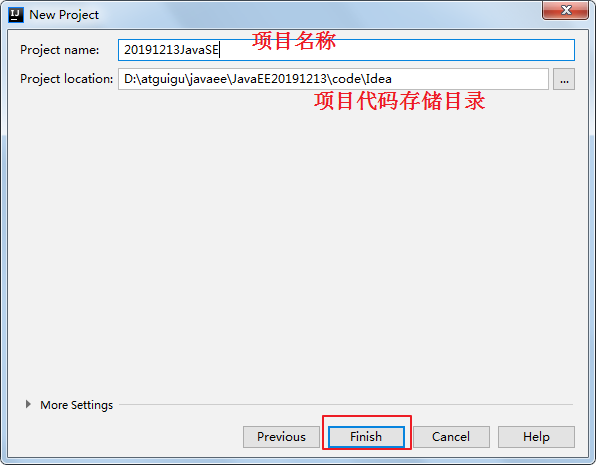 New Project
Project name: 20191213JavaSE 项目名称
Project location: D:\atguigu\javaee\JavaEE20191213\code\Idea ...
项目代码存储目录
More Settings
Previous Finish Cancel Help